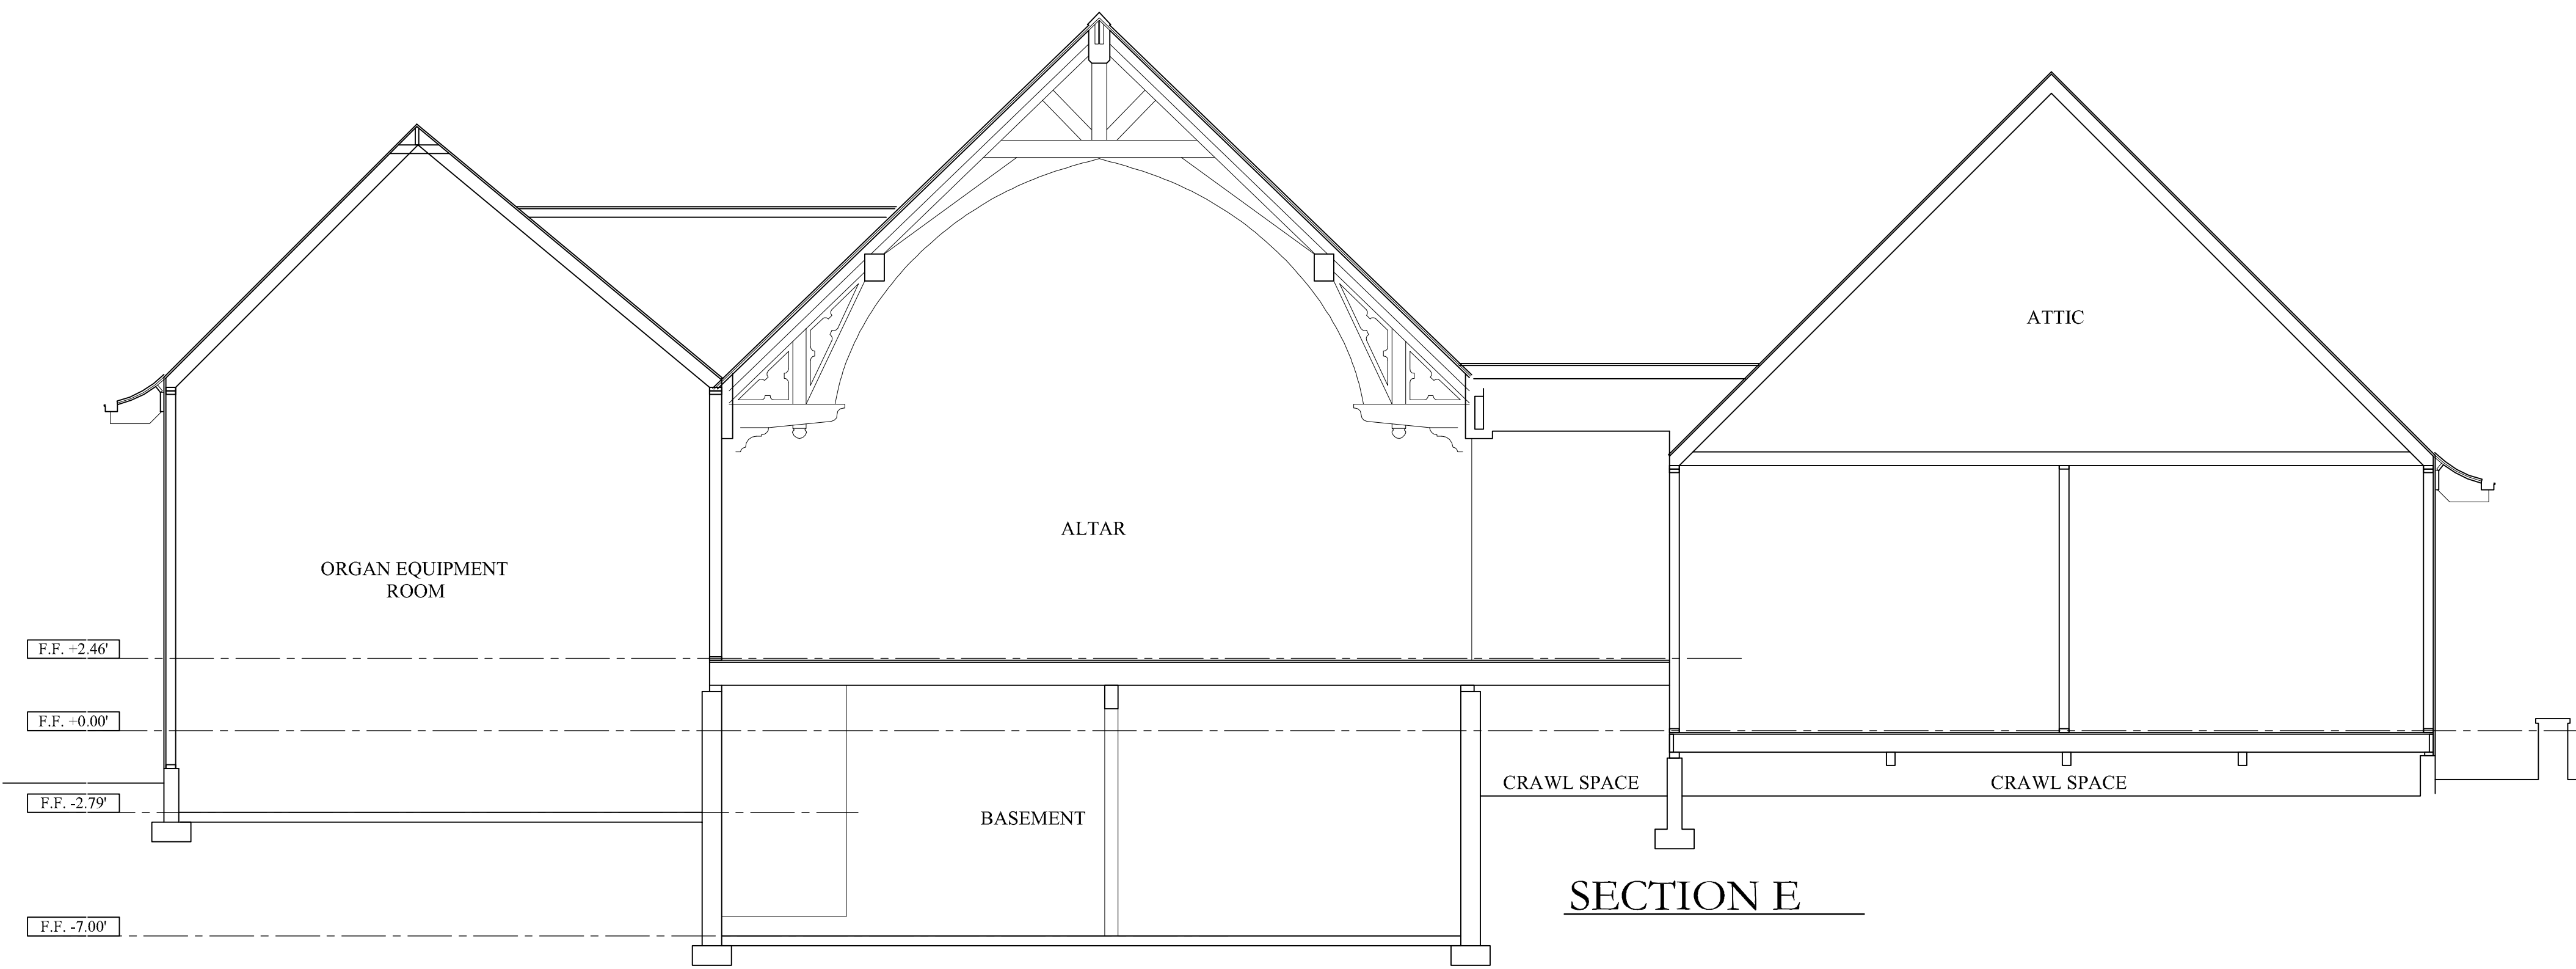 ATTIC
ALTAR
ORGAN EQUIPMENT
ROOM
F.F. +2.46'
F.F. +0.00'
F.F. -2.79'
CRAWL SPACE
CRAWL SPACE
BASEMENT
SECTION E
F.F. -7.00'